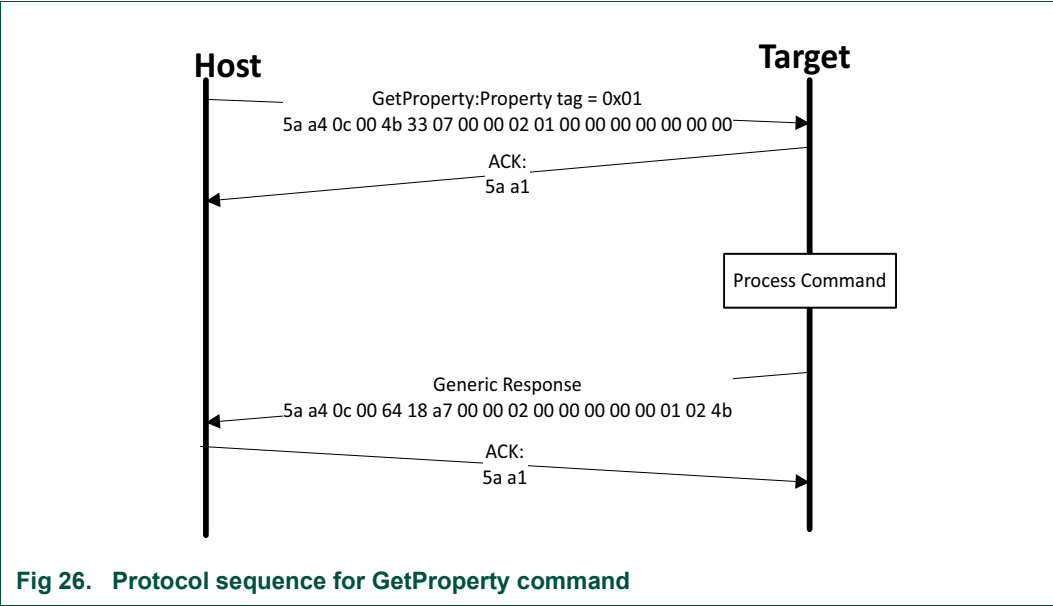 Host
Target
GetProperty:Property tag = 0x01
5a a4 0c 00 4b 33 07 00 00 02 01 00 00 00 00 00 00 00
ACK:
5a a1
Process Command
Generic Response
5a a4 0c 00 64 18 a7 00 00 02 00 00 00 00 00 01 02 4b
ACK:
5a a1
Fig 26. Protocol sequence for GetProperty command